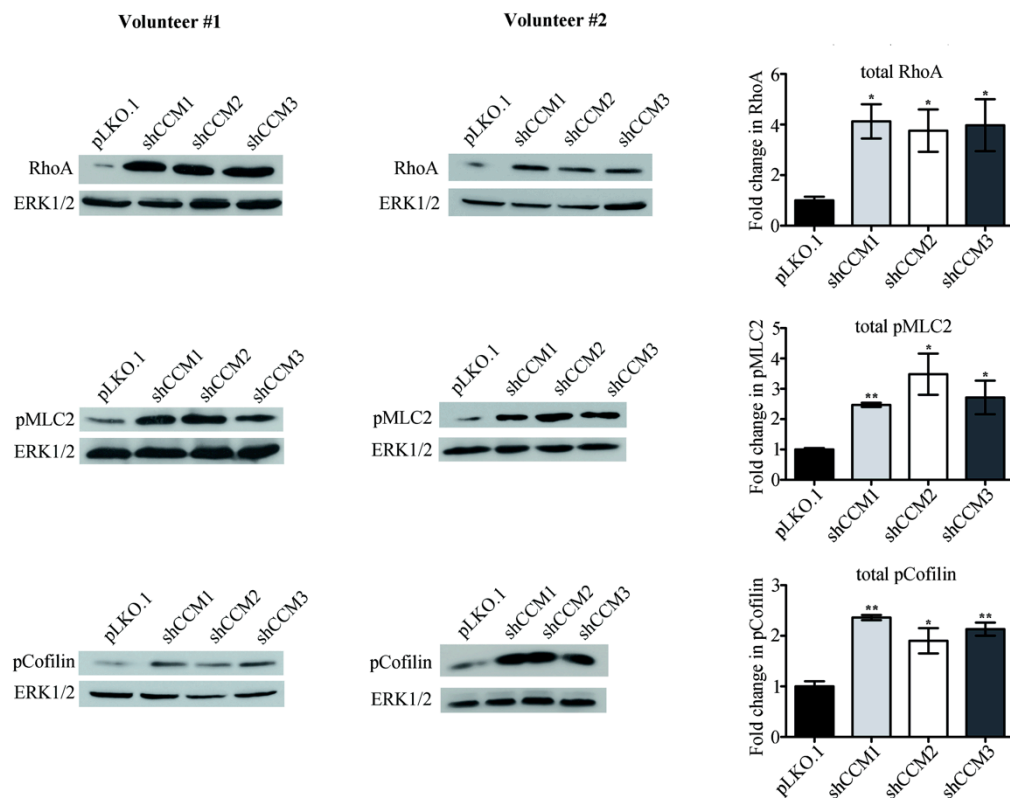 Volunteer #1
Volunteer #2
pLKO.1
shCCM1
shCCM2
shCCM3
RhoA
ERK1/2
pLKO.1
shCCM1
shCCM2
shCCM3
RhoA
ERK1/2
total RhoA
Fold change in RhoA
6
4
2
0
*
*
*
pLKO.1
shCCM1
shCCM2
shCCM3
pLKO.1
shCCM1
shCCM2
shCCM3
pMLC2
ERK1/2
pLKO.1
shCCM1
shCCM2
shCCM3
pMLC2
ERK1/2
total pMLC2
Fold change in pMLC2
5
4
3
2
1
0
**
*
*
pLKO.1
shCCM1
shCCM2
shCCM3
pLKO.1
shCCM1
shCCM2
shCCM3
pCofilin
ERK1/2
pLKO.1
shCCM1
shCCM2
shCCM3
pCofilin
ERK1/2
total pCofilin
Fold change in pCofilin
3
2
1
0
**
*
**
pLKO.1
shCCM1
shCCM2
shCCM3